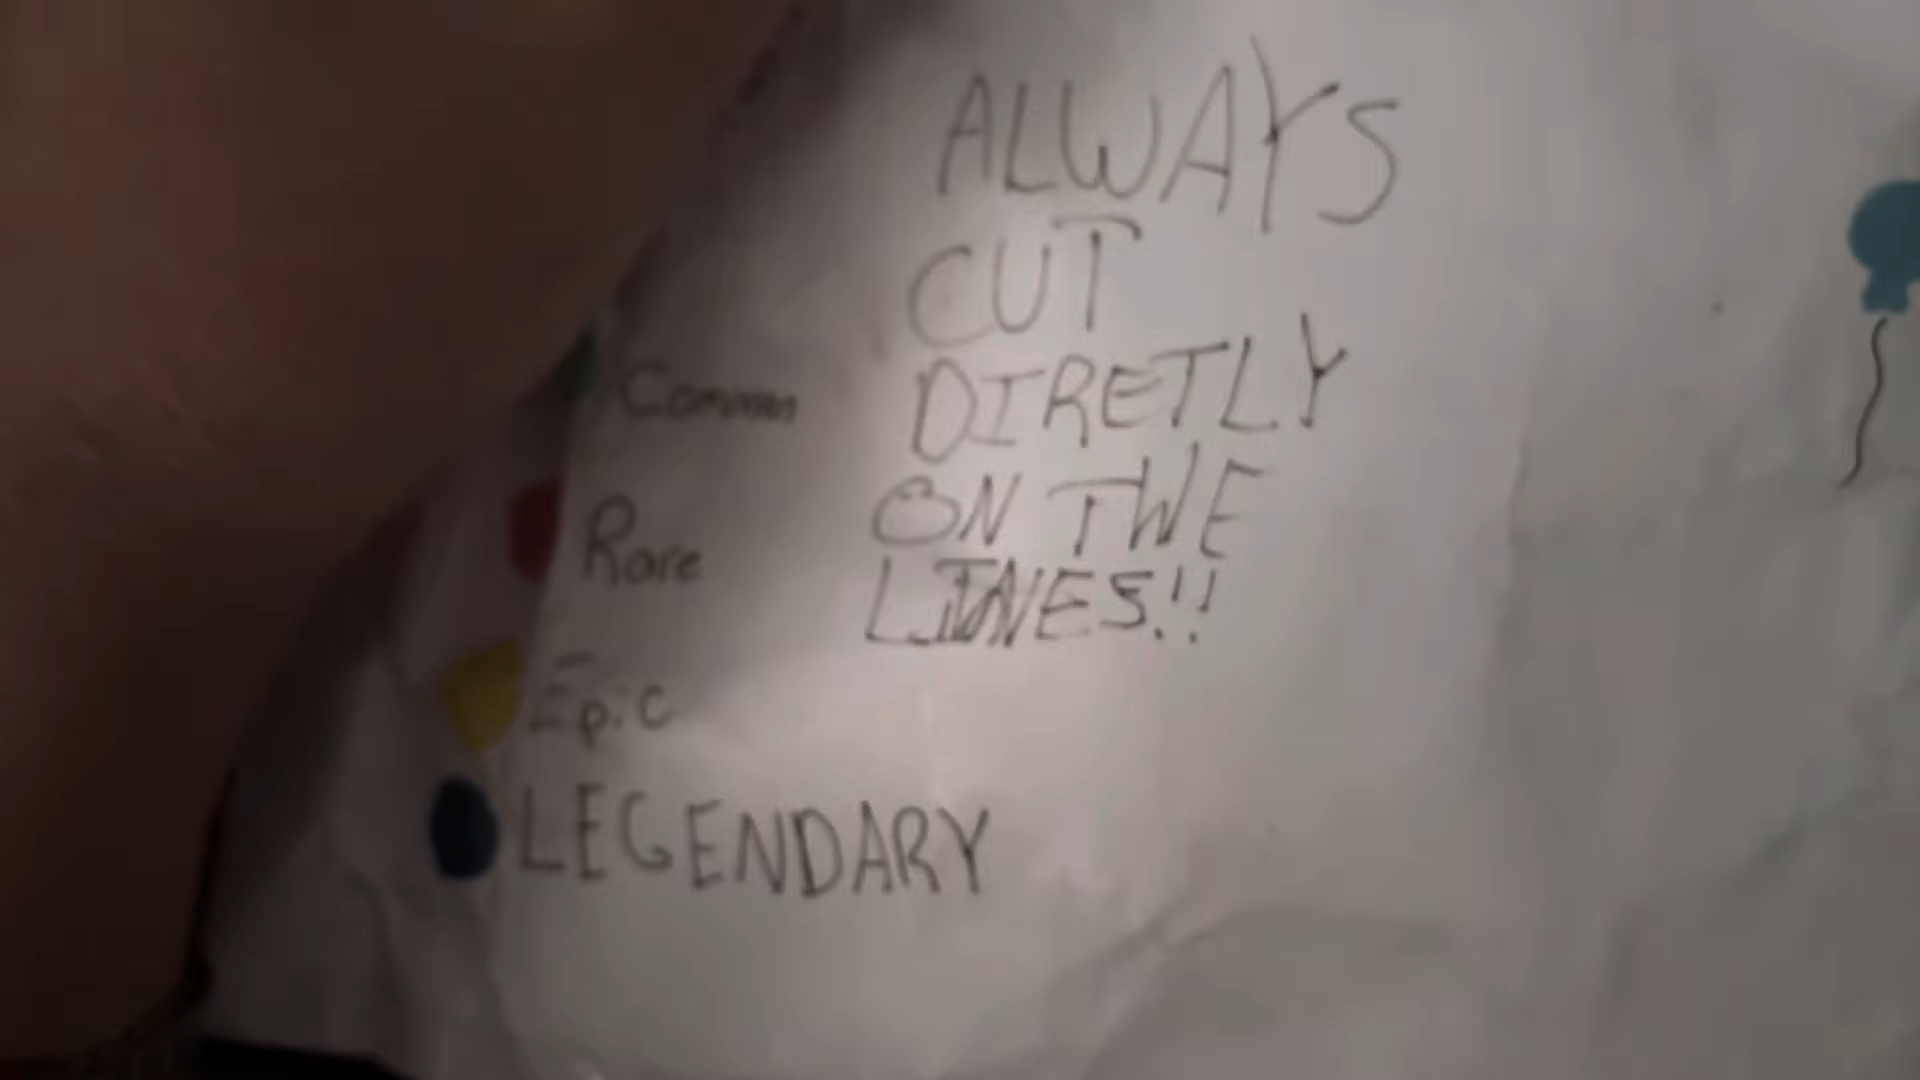 ALWAYS
CUT
DIRETLY
ON THE
LINES!!
Common
Rare
Epic
LEGENDARY